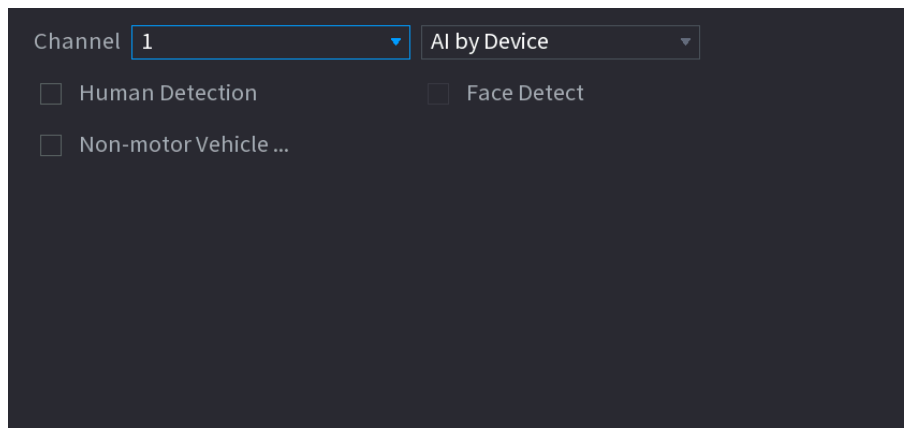 Channel 1 AI by Device
Human Detection Face Detect
Non-motor Vehicle ...